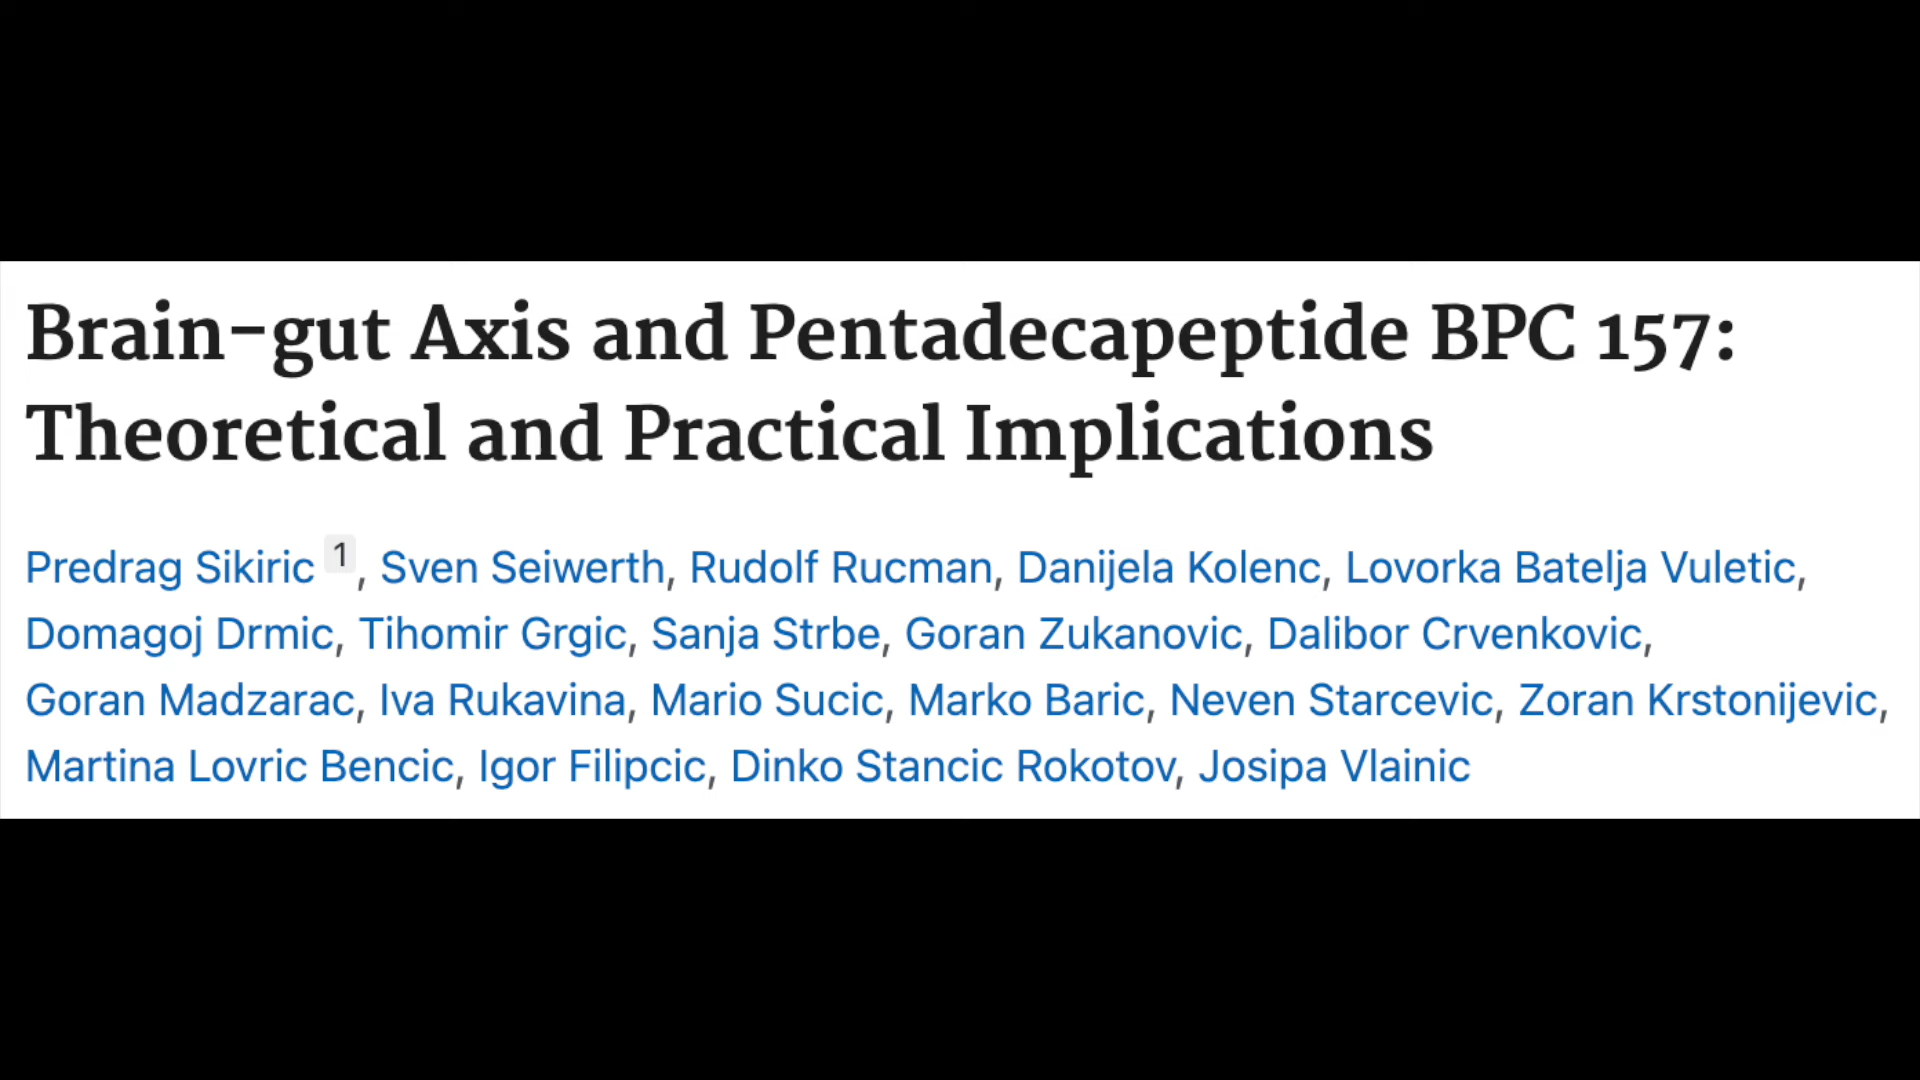 Brain-gut Axis and Pentadecapeptide BPC 157:
Theoretical and Practical Implications
Predrag Sikiric 1, Sven Seiwerth, Rudolf Rucman, Danijela Kolenc, Lovorka Batelja Vuletic,
Domagoj Drmic, Tihomir Grgic, Sanja Strbe, Goran Zukanovic, Dalibor Crvenkovic,
Goran Madzarac, Iva Rukavina, Mario Sucic, Marko Baric, Neven Starcevic, Zoran Krstonijevic,
Martina Lovric Bencic, Igor Filipcic, Dinko Stancic Rokotov, Josipa Vlainic